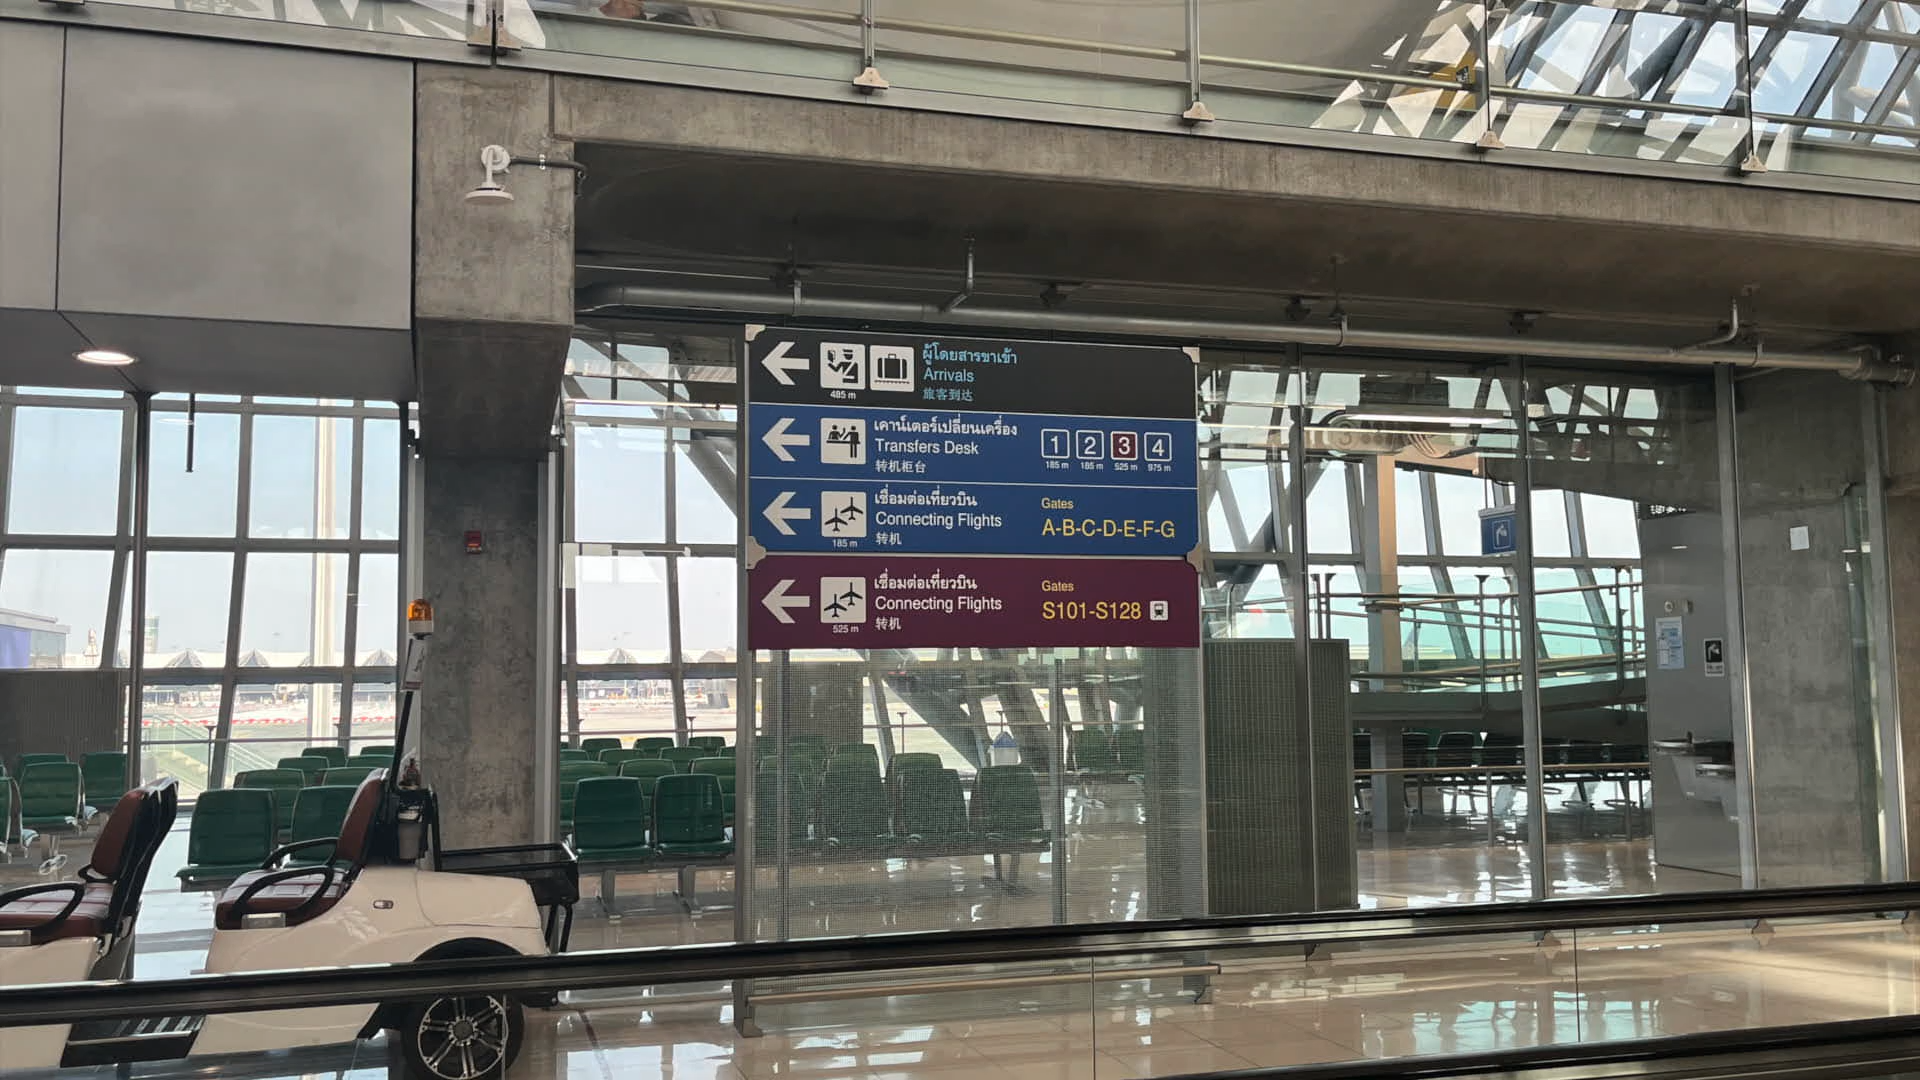 ผู้โดยสารขาเข้า
Arrivals
旅客到达
485 m
เคาน์เตอร์เปลี่ยนเครื่อง
Transfers Desk
转机柜台
1 2 3 4
185 m 185 m 525 m 975 m
เชื่อมต่อเที่ยวบิน
Connecting Flights
转机
185 m
Gates
A-B-C-D-E-F-G
เชื่อมต่อเที่ยวบิน
Connecting Flights
转机
525 m
Gates
S101-S128